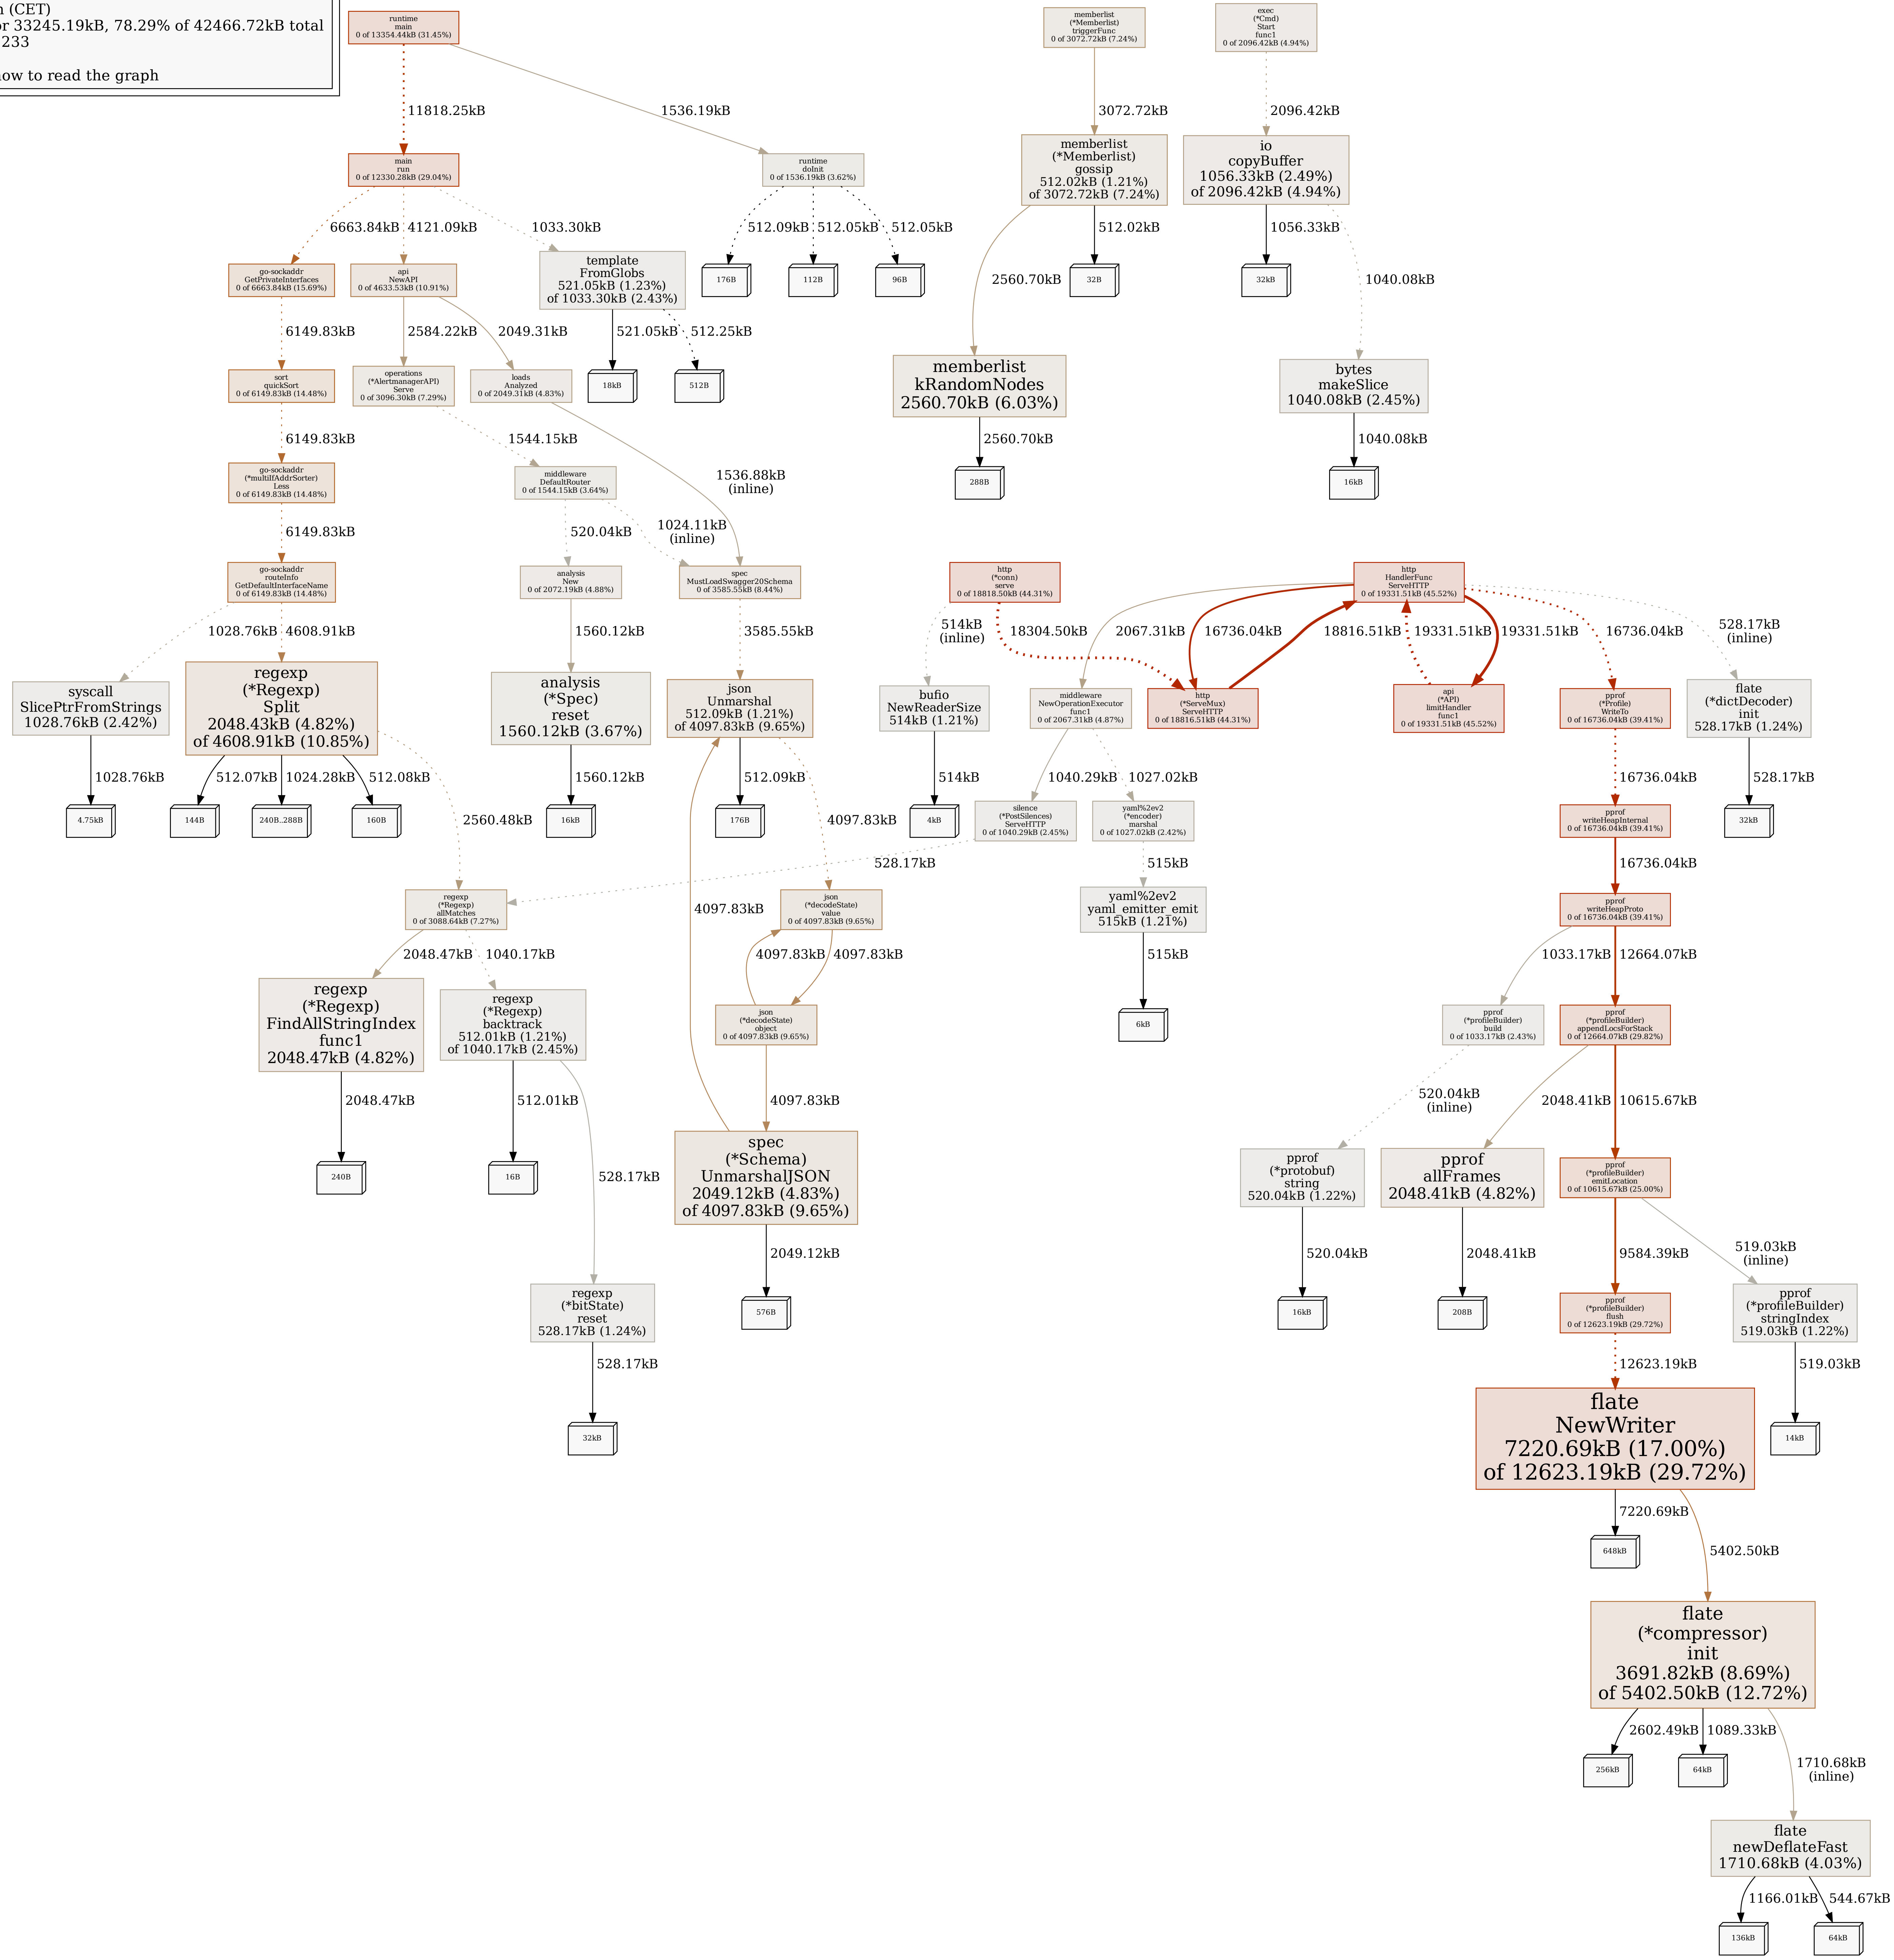 n (CET)
or 33245.19kB, 78.29% of 42466.72kB total
233
how to read the graph
runtime
main
0 of 13354.44kB (31.45%)
memberlist
(*Memberlist)
triggerFunc
0 of 3072.72kB (7.24%)
exec
(*Cmd)
Start
func1
0 of 2096.42kB (4.94%)
11818.25kB
1536.19kB
3072.72kB
2096.42kB
main
run
0 of 12330.28kB (29.04%)
runtime
doInit
0 of 1536.19kB (3.62%)
memberlist
(*Memberlist)
gossip
512.02kB (1.21%)
of 3072.72kB (7.24%)
io
copyBuffer
1056.33kB (2.49%)
of 2096.42kB (4.94%)
6663.84kB
4121.09kB
1033.30kB
512.09kB
512.05kB
512.05kB
512.02kB
1056.33kB
go-sockaddr
GetPrivateInterfaces
0 of 6663.84kB (15.69%)
api
NewAPI
0 of 4633.53kB (10.91%)
template
FromGlobs
521.05kB (1.23%)
of 1033.30kB (2.43%)
176B
112B
96B
2560.70kB
32B
32kB
1040.08kB
6149.83kB
2584.22kB
2049.31kB
521.05kB
512.25kB
sort
quickSort
0 of 6149.83kB (14.48%)
operations
(*AlertmanagerAPI)
Serve
0 of 3096.30kB (7.29%)
loads
Analyzed
0 of 2049.31kB (4.83%)
18kB
512B
memberlist
kRandomNodes
2560.70kB (6.03%)
bytes
makeSlice
1040.08kB (2.45%)
6149.83kB
1544.15kB
2560.70kB
1040.08kB
go-sockaddr
(*multiIfAddrSorter)
Less
0 of 6149.83kB (14.48%)
middleware
DefaultRouter
0 of 1544.15kB (3.64%)
1536.88kB
(inline)
288B
16kB
6149.83kB
520.04kB
1024.11kB
(inline)
go-sockaddr
routeInfo
GetDefaultInterfaceName
0 of 6149.83kB (14.48%)
analysis
New
0 of 2072.19kB (4.88%)
spec
MustLoadSwagger20Schema
0 of 3585.55kB (8.44%)
http
(*conn)
serve
0 of 18818.50kB (44.31%)
http
HandlerFunc
ServeHTTP
0 of 19331.51kB (45.52%)
1028.76kB
4608.91kB
1560.12kB
3585.55kB
514kB
(inline)
18304.50kB
2067.31kB
16736.04kB
18816.51kB
19331.51kB
19331.51kB
16736.04kB
528.17kB
(inline)
syscall
SlicePtrFromStrings
1028.76kB (2.42%)
regexp
(*Regexp)
Split
2048.43kB (4.82%)
of 4608.91kB (10.85%)
analysis
(*Spec)
reset
1560.12kB (3.67%)
json
Unmarshal
512.09kB (1.21%)
of 4097.83kB (9.65%)
bufio
NewReaderSize
514kB (1.21%)
middleware
NewOperationExecutor
func1
0 of 2067.31kB (4.87%)
http
(*ServeMux)
ServeHTTP
0 of 18816.51kB (44.31%)
api
(*API)
limitHandler
func1
0 of 19331.51kB (45.52%)
pprof
(*Profile)
WriteTo
0 of 16736.04kB (39.41%)
flate
(*dictDecoder)
init
528.17kB (1.24%)
1028.76kB
512.07kB
1024.28kB
512.08kB
1560.12kB
512.09kB
514kB
1040.29kB
1027.02kB
16736.04kB
528.17kB
4.75kB
144B
240B..288B
160B
2560.48kB
16kB
176B
4097.83kB
4kB
silence
(*PostSilences)
ServeHTTP
0 of 1040.29kB (2.45%)
yaml%2ev2
(*encoder)
marshal
0 of 1027.02kB (2.42%)
pprof
writeHeapInternal
0 of 16736.04kB (39.41%)
32kB
528.17kB
515kB
16736.04kB
regexp
(*Regexp)
allMatches
0 of 3088.64kB (7.27%)
4097.83kB
json
(*decodeState)
value
0 of 4097.83kB (9.65%)
yaml%2ev2
yaml_emitter_emit
515kB (1.21%)
pprof
writeHeapProto
0 of 16736.04kB (39.41%)
2048.47kB
1040.17kB
4097.83kB
4097.83kB
515kB
1033.17kB
12664.07kB
regexp
(*Regexp)
FindAllStringIndex
func1
2048.47kB (4.82%)
regexp
(*Regexp)
backtrack
512.01kB (1.21%)
of 1040.17kB (2.45%)
json
(*decodeState)
object
0 of 4097.83kB (9.65%)
6kB
pprof
(*profileBuilder)
build
0 of 1033.17kB (2.43%)
pprof
(*profileBuilder)
appendLocsForStack
0 of 12664.07kB (29.82%)
2048.47kB
512.01kB
4097.83kB
520.04kB
(inline)
2048.41kB
10615.67kB
240B
16B
528.17kB
spec
(*Schema)
UnmarshalJSON
2049.12kB (4.83%)
of 4097.83kB (9.65%)
pprof
(*protobuf)
string
520.04kB (1.22%)
pprof
allFrames
2048.41kB (4.82%)
pprof
(*profileBuilder)
emitLocation
0 of 10615.67kB (25.00%)
2049.12kB
520.04kB
2048.41kB
9584.39kB
519.03kB
(inline)
regexp
(*bitState)
reset
528.17kB (1.24%)
576B
16kB
208B
pprof
(*profileBuilder)
flush
0 of 12623.19kB (29.72%)
pprof
(*profileBuilder)
stringIndex
519.03kB (1.22%)
528.17kB
12623.19kB
519.03kB
32kB
flate
NewWriter
7220.69kB (17.00%)
of 12623.19kB (29.72%)
14kB
7220.69kB
648kB
5402.50kB
flate
(*compressor)
init
3691.82kB (8.69%)
of 5402.50kB (12.72%)
2602.49kB
1089.33kB
256kB
64kB
1710.68kB
(inline)
flate
newDeflateFast
1710.68kB (4.03%)
1166.01kB
544.67kB
136kB
64kB